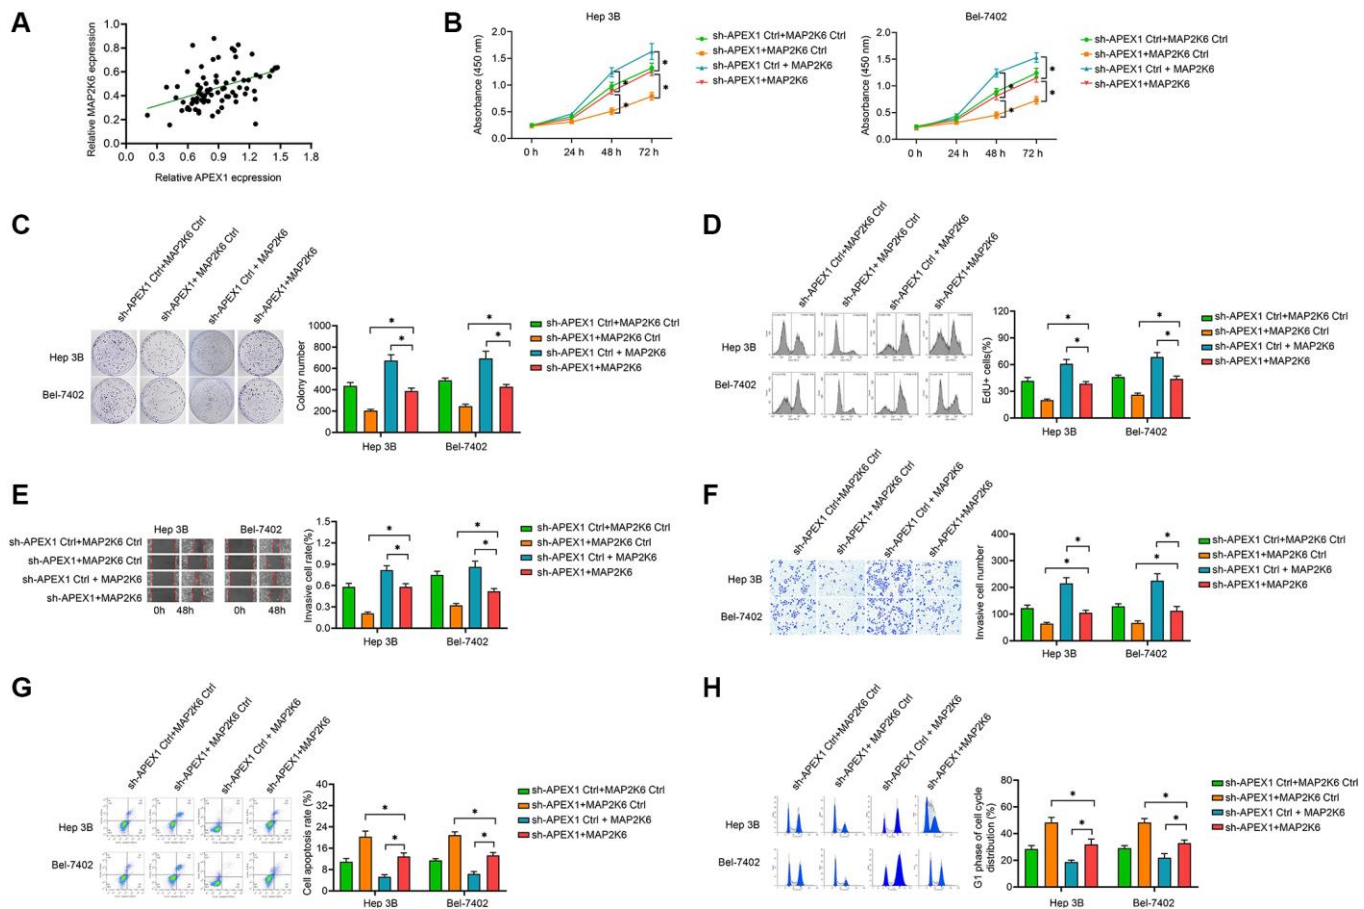 A
Relative MAP2K6 ecpression
1.0
0.8
0.6
0.4
0.2
0.0
0.0 0.3 0.6 0.9 1.2 1.5 1.8
Relative APEX1 ecpression
B
Hep 3B
Absorbance (450 nm)
2.0
1.5
1.0
0.5
0.0
0 h 24 h 48 h 72 h
* * * *
sh-APEX1 Ctrl+MAP2K6 Ctrl
sh-APEX1+MAP2K6 Ctrl
sh-APEX1 Ctrl + MAP2K6
sh-APEX1+MAP2K6
Bel-7402
Absorbance (450 nm)
2.0
1.5
1.0
0.5
0.0
0 h 24 h 48 h 72 h
* * * *
sh-APEX1 Ctrl+MAP2K6 Ctrl
sh-APEX1+MAP2K6 Ctrl
sh-APEX1 Ctrl + MAP2K6
sh-APEX1+MAP2K6
C
sh-APEX1 Ctrl+MAP2K6 Ctrl
sh-APEX1+ MAP2K6 Ctrl
sh-APEX1 Ctrl + MAP2K6
sh-APEX1+MAP2K6
Hep 3B
Bel-7402
Colony number
1000
800
600
400
200
* * * *
Hep 3B Bel-7402
sh-APEX1 Ctrl+MAP2K6 Ctrl
sh-APEX1+MAP2K6 Ctrl
sh-APEX1 Ctrl + MAP2K6
sh-APEX1+MAP2K6
D
sh-APEX1 Ctrl+MAP2K6 Ctrl
sh-APEX1+ MAP2K6 Ctrl
sh-APEX1 Ctrl + MAP2K6
sh-APEX1+MAP2K6
Hep 3B
Bel-7402
EdU+ cells(%)
120
90
60
30
0
* * * *
Hep 3B Bel-7402
sh-APEX1 Ctrl+MAP2K6 Ctrl
sh-APEX1+MAP2K6 Ctrl
sh-APEX1 Ctrl + MAP2K6
sh-APEX1+MAP2K6
E
Hep 3B Bel-7402
sh-APEX1 Ctrl+MAP2K6 Ctrl
sh-APEX1+MAP2K6 Ctrl
sh-APEX1 Ctrl + MAP2K6
sh-APEX1+MAP2K6
0h 48h 0h 48h
Invasive cell rate(%)
1.5
1.2
0.9
0.6
0.3
0.0
* * * *
Hep 3B Bel-7402
sh-APEX1 Ctrl+MAP2K6 Ctrl
sh-APEX1+MAP2K6 Ctrl
sh-APEX1 Ctrl + MAP2K6
sh-APEX1+MAP2K6
F
sh-APEX1 Ctrl+MAP2K6 Ctrl
sh-APEX1+ MAP2K6 Ctrl
sh-APEX1 Ctrl + MAP2K6
sh-APEX1+MAP2K6
Hep 3B
Bel-7402
Invasive cell number
400
300
200
100
0
* * * *
Hep 3B Bel-7402
sh-APEX1 Ctrl+MAP2K6 Ctrl
sh-APEX1+MAP2K6 Ctrl
sh-APEX1 Ctrl + MAP2K6
sh-APEX1+MAP2K6
G
sh-APEX1 Ctrl+MAP2K6 Ctrl
sh-APEX1+ MAP2K6 Ctrl
sh-APEX1 Ctrl + MAP2K6
sh-APEX1+MAP2K6
Hep 3B
Bel-7402
Cell apoptosis rate (%)
40
32
24
16
8
0
* * * *
Hep 3B Bel-7402
sh-APEX1 Ctrl+MAP2K6 Ctrl
sh-APEX1+MAP2K6 Ctrl
sh-APEX1 Ctrl + MAP2K6
sh-APEX1+MAP2K6
H
sh-APEX1 Ctrl+MAP2K6 Ctrl
sh-APEX1+ MAP2K6 Ctrl
sh-APEX1 Ctrl + MAP2K6
sh-APEX1+MAP2K6
Hep 3B
Bel-7402
G1 phase of cell cycle
distribution (%)
80
60
40
20
0
* * * *
Hep 3B Bel-7402
sh-APEX1 Ctrl+MAP2K6 Ctrl
sh-APEX1+MAP2K6 Ctrl
sh-APEX1 Ctrl + MAP2K6
sh-APEX1+MAP2K6